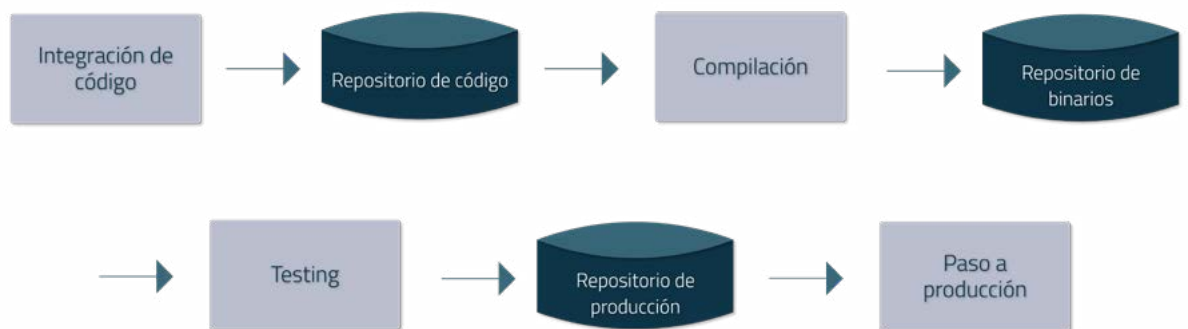 Integración de
código
Repositorio de código
Compilación
Repositorio de
binarios
Testing
Repositorio de
producción
Paso a
producción